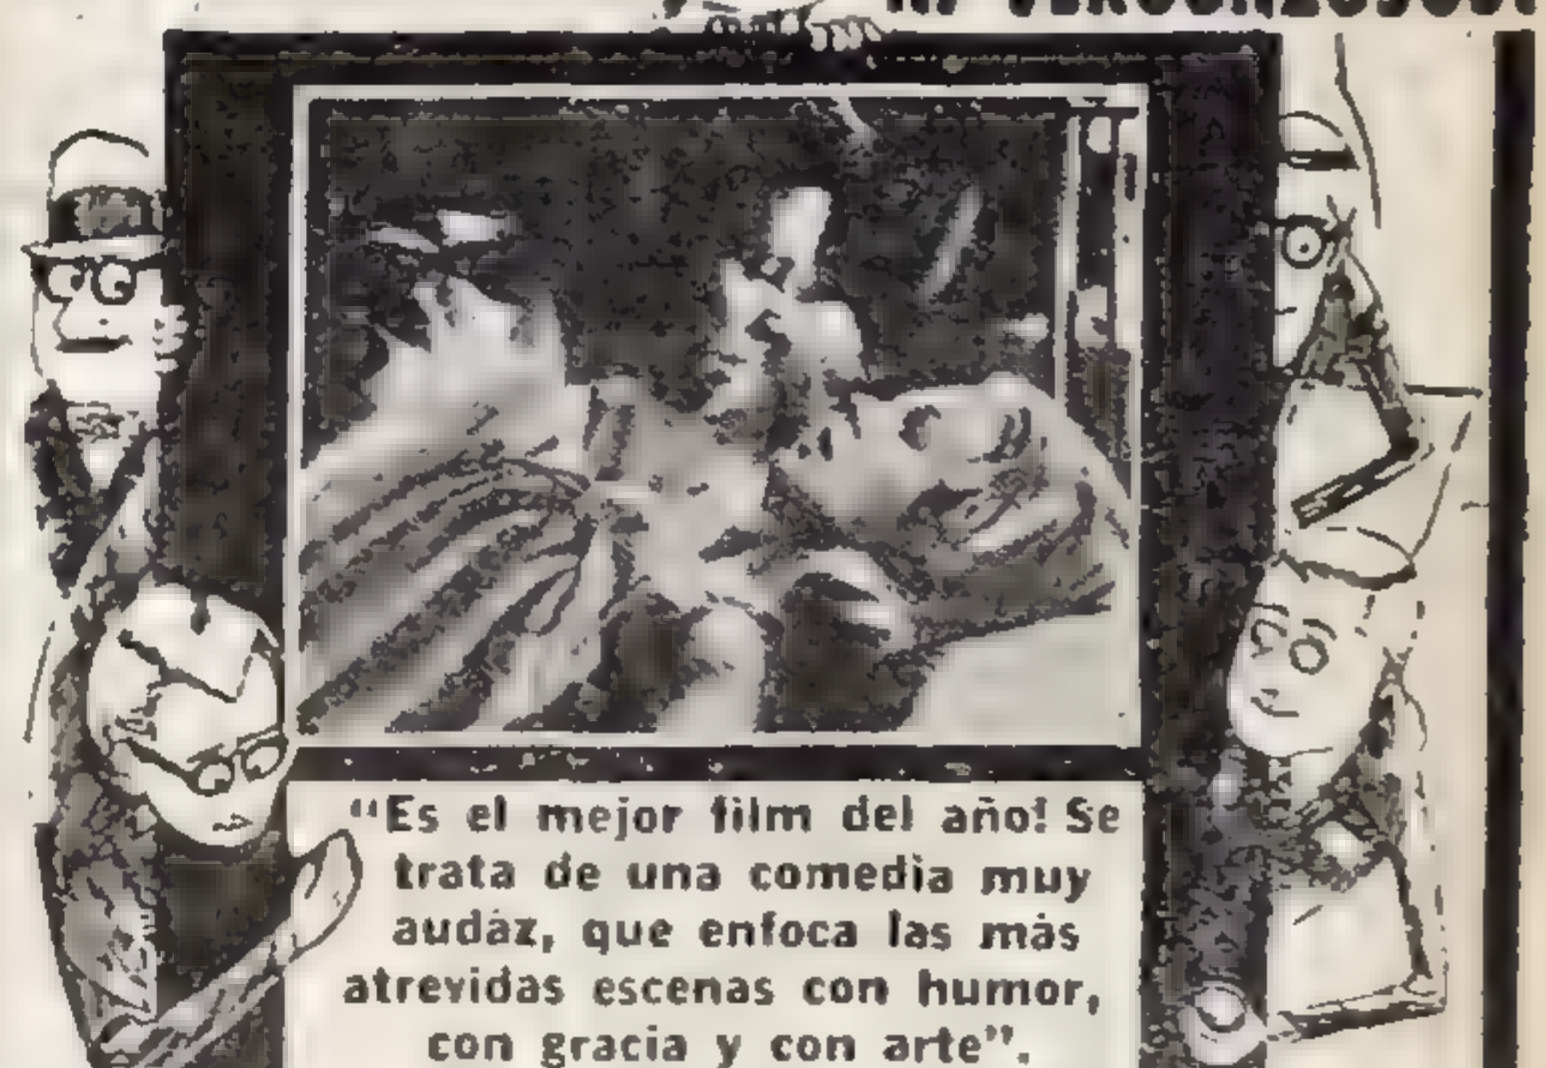 “Es el mejor film del año! Se
trata de una comedia muy
audáz, que enfoca las más
atrevidas escenas con humor,
con gracia y con arte”.